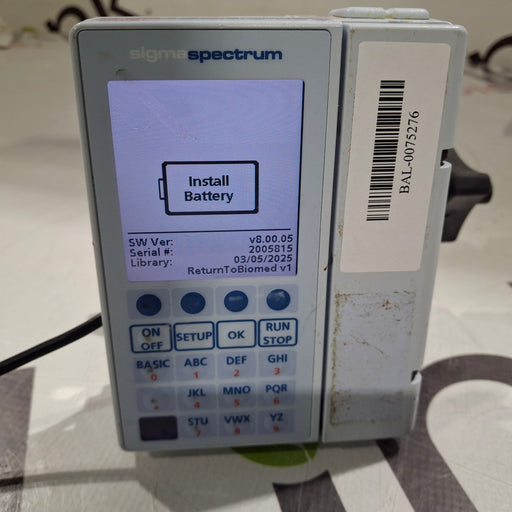 sigmaspectrum
Install
Battery
SW Ver: v8.00.05
Serial #: 2005815
Library: 03/05/2025
ReturnToBiomed v1
ON
OFF
SETUP
OK
RUN
STOP
BASIC ABC DEF GHI
0 1 2 3
JKL MNO PQR
4 5 6
STU VWX YZ
7 8 9
BAL-0075276